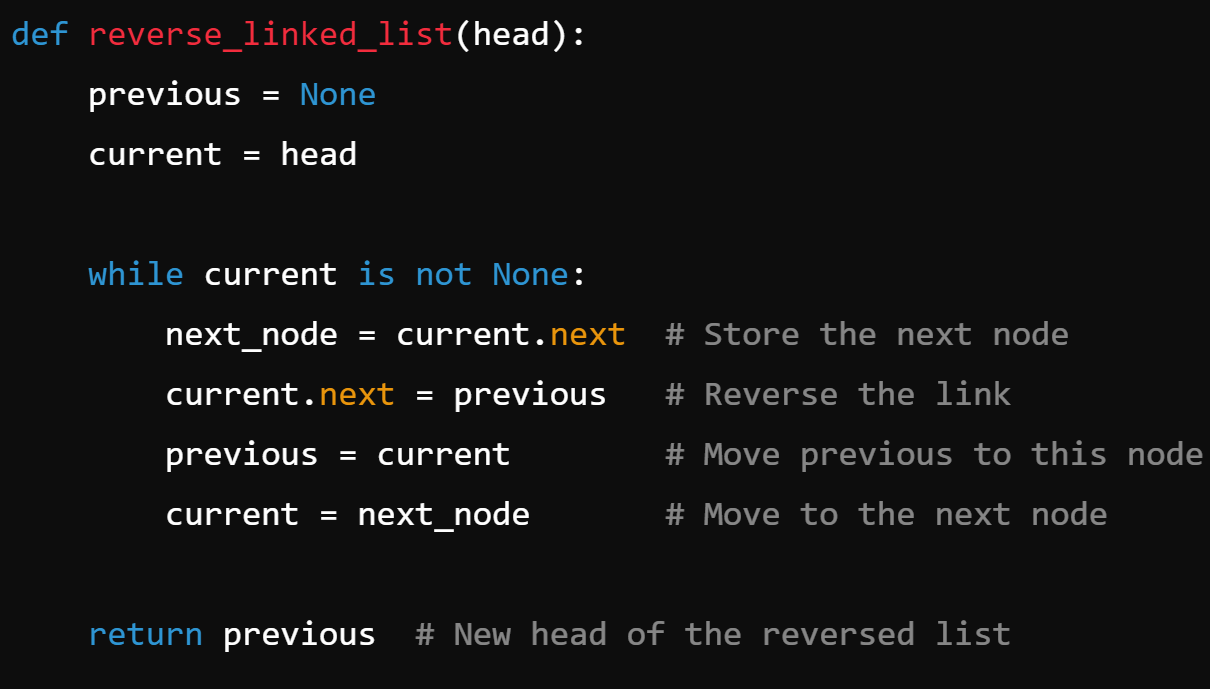 def reverse_linked_list(head):
    previous = None
    current = head

    while current is not None:
        next_node = current.next  # Store the next node
        current.next = previous   # Reverse the link
        previous = current        # Move previous to this node
        current = next_node       # Move to the next node

    return previous  # New head of the reversed list